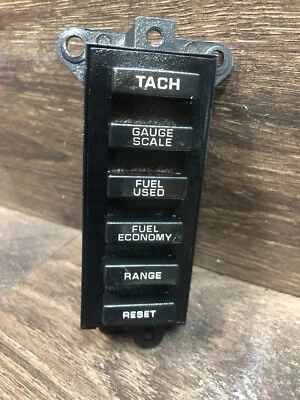 TACH
GAUGE
SCALE
FUEL
USED
FUEL
ECONOMY
RANGE
RESET